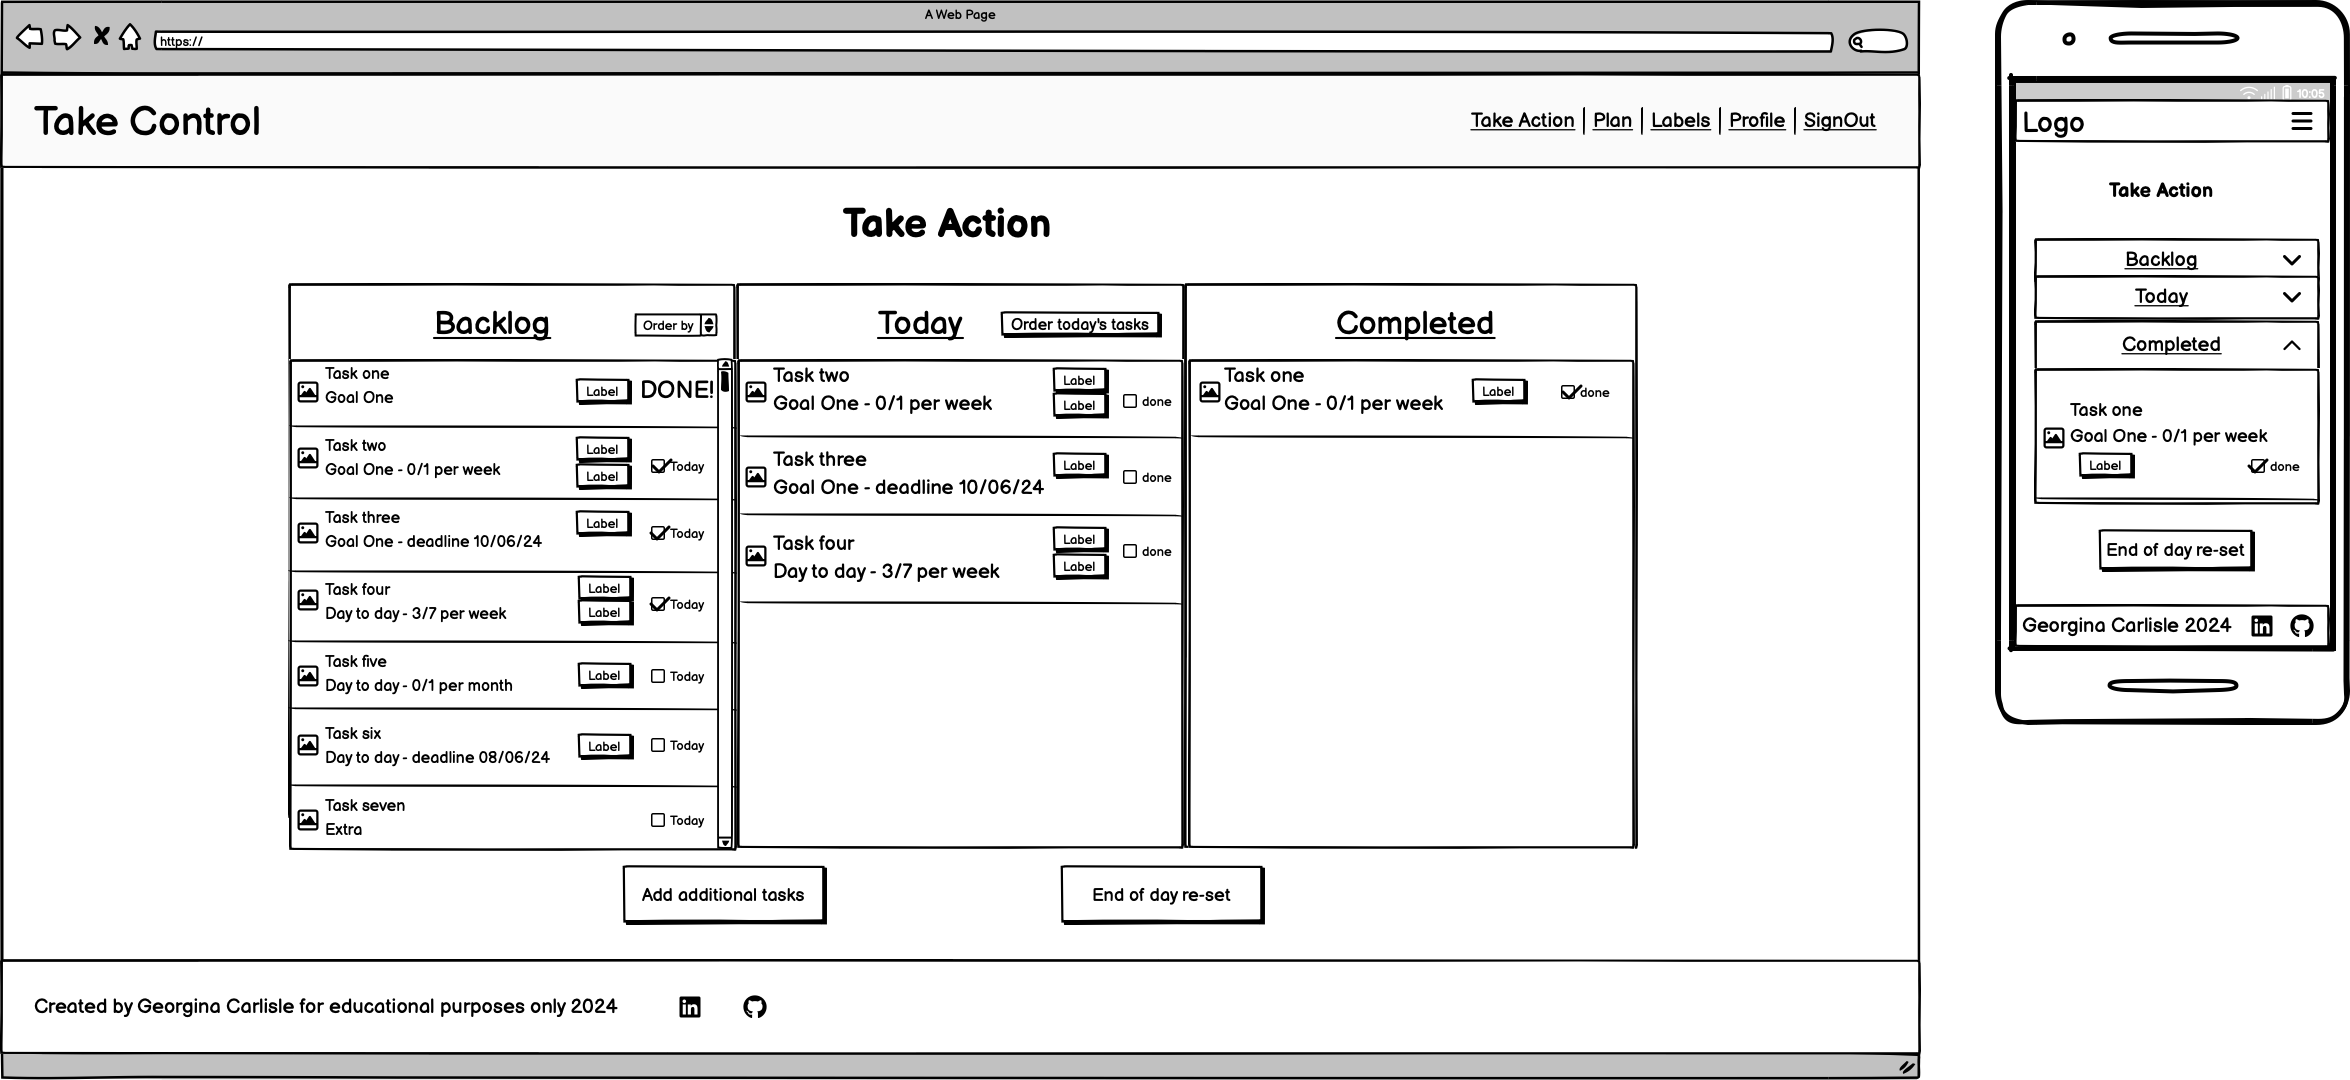 A Web Page
https://
Take Control
Take Action
Plan
Labels
Profile
SignOut
Take Action
Backlog
Order by
Task one
Goal One
Label
DONE!
Task two
Goal One - 0/1 per week
Label
Label
Today
Task three
Goal One - deadline 10/06/24
Label
Today
Task four
Day to day - 3/7 per week
Label
Label
Today
Task five
Day to day - 0/1 per month
Label
Today
Task six
Day to day - deadline 08/06/24
Label
Today
Task seven
Extra
Today
Today
Order today's tasks
Task two
Goal One - 0/1 per week
Label
Label
done
Task three
Goal One - deadline 10/06/24
Label
done
Task four
Day to day - 3/7 per week
Label
Label
done
Completed
Task one
Goal One - 0/1 per week
Label
done
Add additional tasks
End of day re-set
Created by Georgina Carlisle for educational purposes only 2024
in
10:05
Logo
Take Action
Backlog
Today
Completed
Task one
Goal One - 0/1 per week
Label
done
End of day re-set
Georgina Carlisle 2024
in